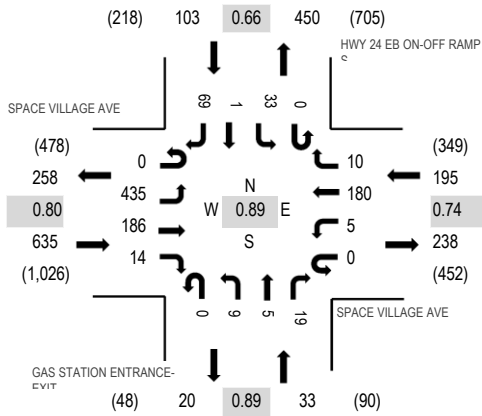 (218) 103 0.66 450 (705)
HWY 24 EB ON-OFF RAMP
S
SPACE VILLAGE AVE
69 1 33 0
(478)
258
0.80
635
(1,026)
0
435
186
14
N
W 0.89 E
S
10
180
5
0
(349)
195
0.74
238
(452)
0 9 5 19
SPACE VILLAGE AVE
GAS STATION ENTRANCE-
EXIT
(48) 20 0.89 33 (90)